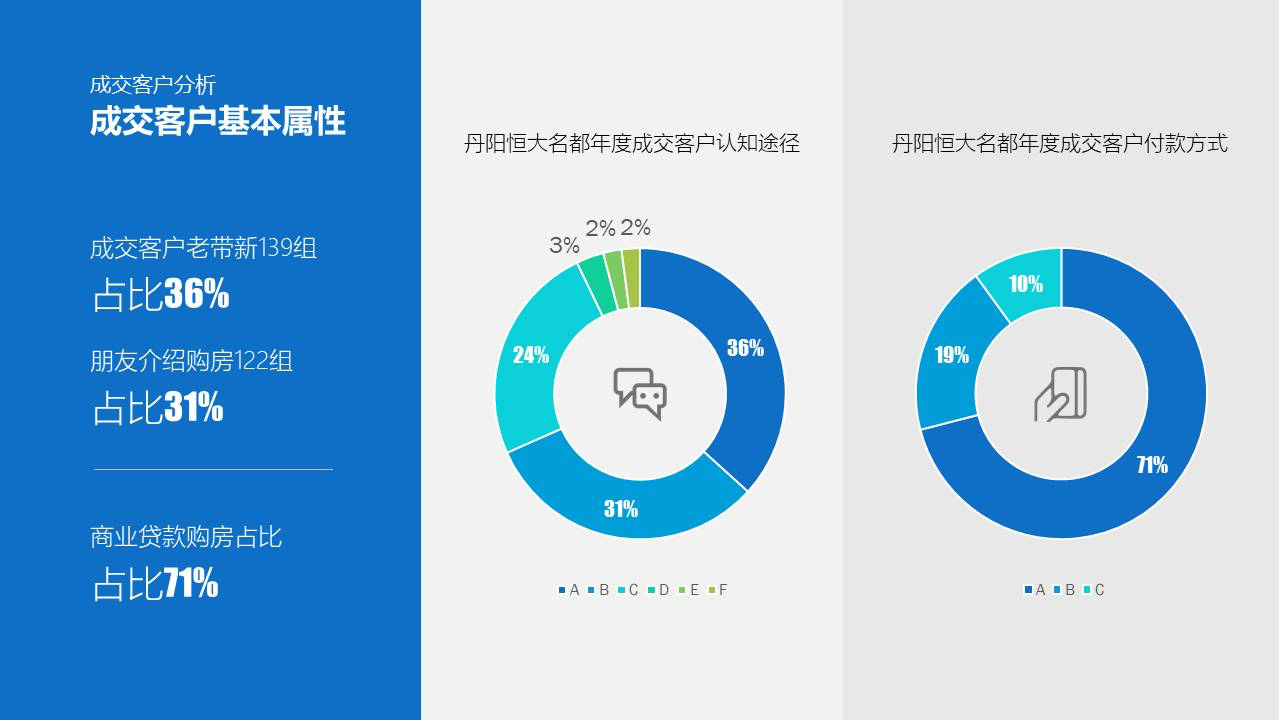 成交客户分析
成交客户基本属性
成交客户老带新139组
占比36%
朋友介绍购房122组
占比31%
商业贷款购房占比
占比71%
丹阳恒大名都年度成交客户认知途径
3% 2% 2%
36%
24%
31%
A B C D E F
丹阳恒大名都年度成交客户付款方式
10%
19%
71%
A B C